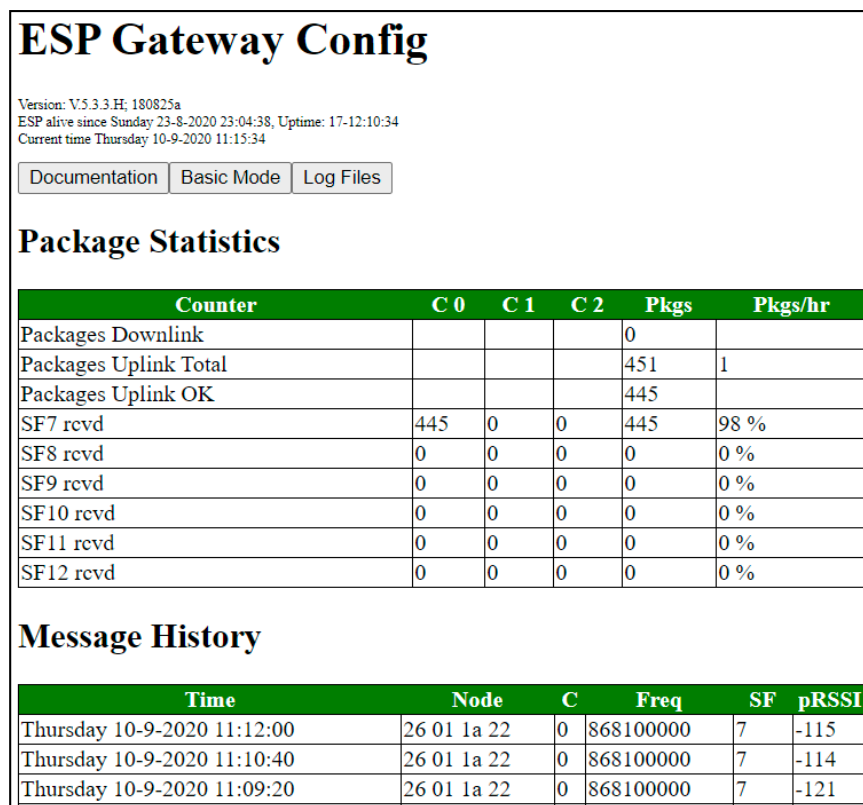 ESP Gateway Config
Version: V.5.3.3.H; 180825a
ESP alive since Sunday 23-8-2020 23:04:38, Uptime: 17-12:10:34
Current time Thursday 10-9-2020 11:15:34
Documentation Basic Mode Log Files
Package Statistics
Counter C 0 C 1 C 2 Pkgs Pkgs/hr
Packages Downlink 0
Packages Uplink Total 451 1
Packages Uplink OK 445
SF7 rcvd 445 0 0 445 98 %
SF8 rcvd 0 0 0 0 0 %
SF9 rcvd 0 0 0 0 0 %
SF10 rcvd 0 0 0 0 0 %
SF11 rcvd 0 0 0 0 0 %
SF12 rcvd 0 0 0 0 0 %
Message History
Time Node C Freq SF pRSSI
Thursday 10-9-2020 11:12:00 26 01 1a 22 0 868100000 7 -115
Thursday 10-9-2020 11:10:40 26 01 1a 22 0 868100000 7 -114
Thursday 10-9-2020 11:09:20 26 01 1a 22 0 868100000 7 -121